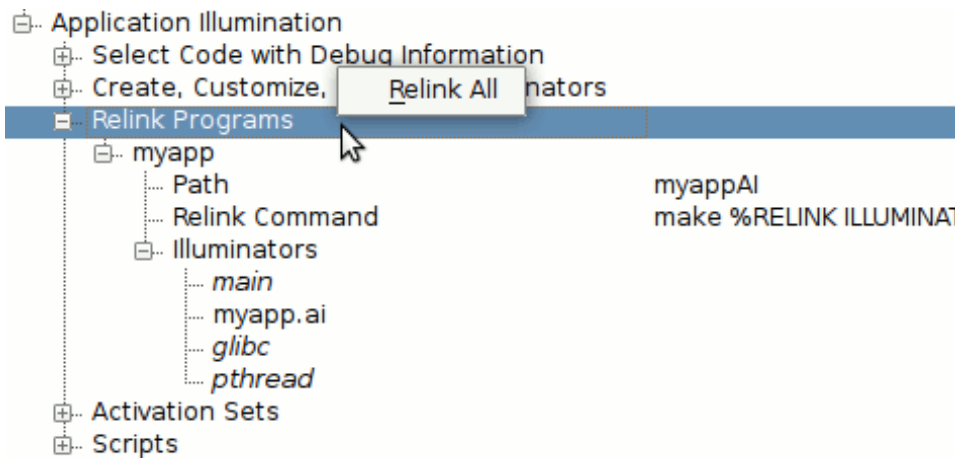 Application Illumination
Select Code with Debug Information
Create, Customize,
Relink All
nators
Relink Programs
myapp
Path myappAI
Relink Command make %RELINK ILLUMINAT
Illuminators
main
myapp.ai
glibc
pthread
Activation Sets
Scripts